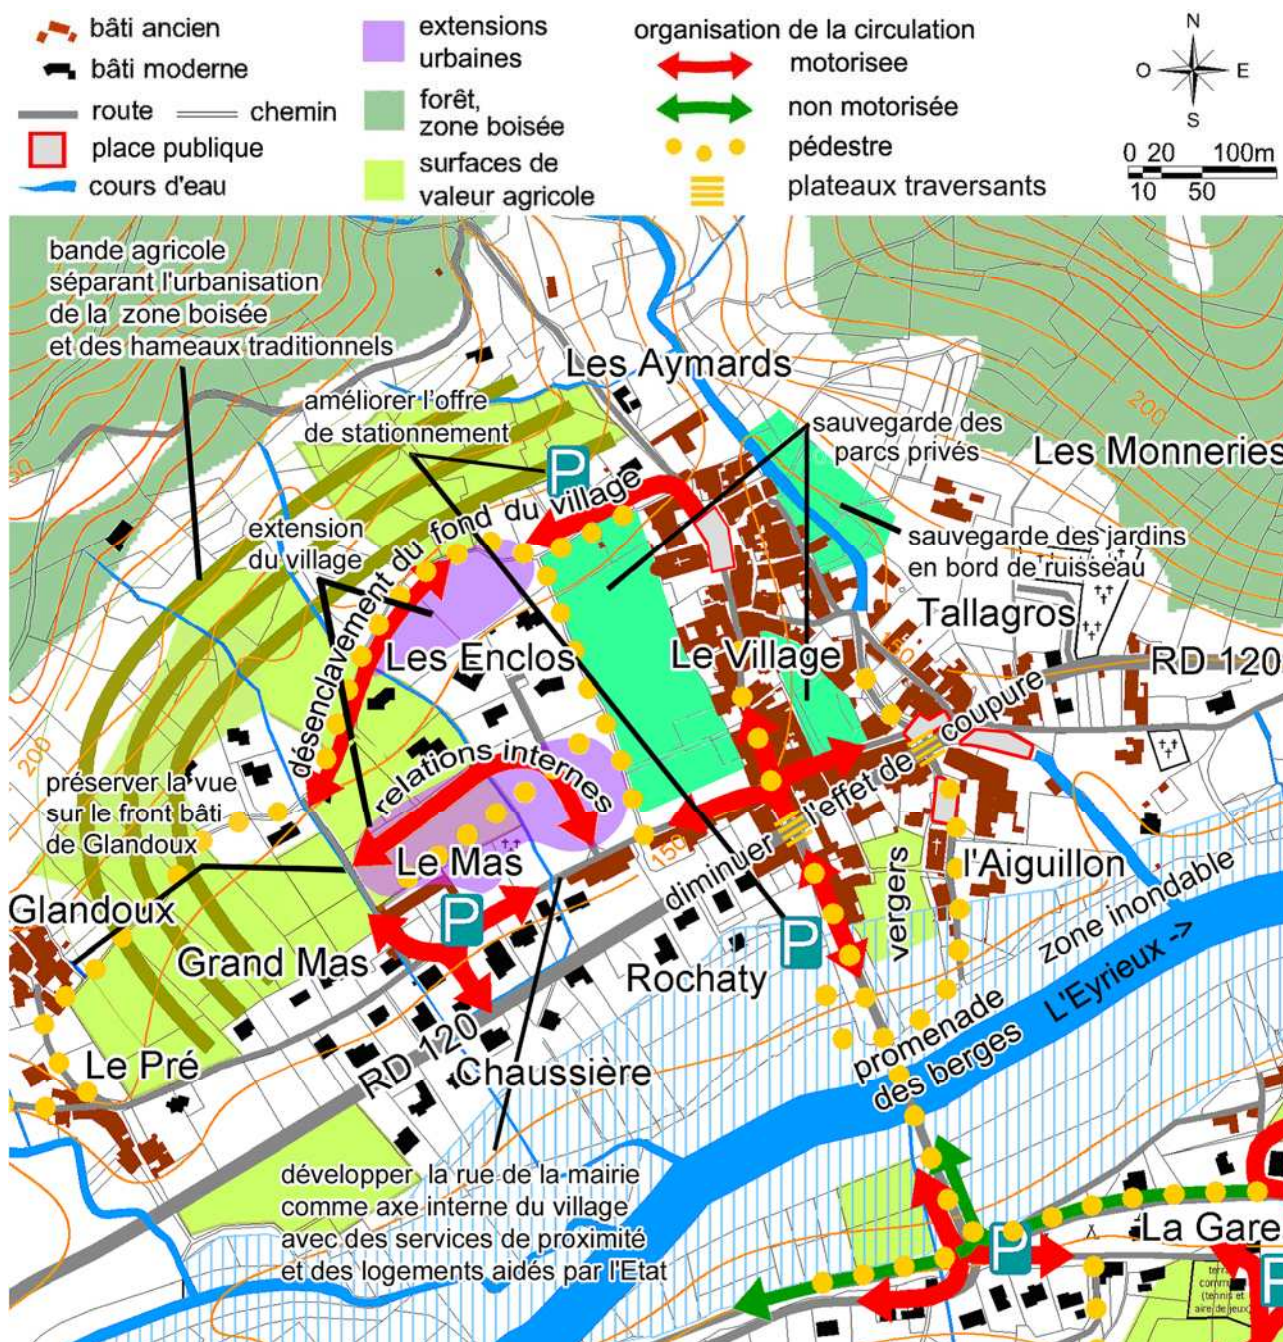 bâti ancien
bâti moderne
route
chemin
place publique
cours d'eau
extensions
urbaines
forêt,
zone boisée
surfaces de
valeur agricole
organisation de la circulation
motorisee
non motorisée
pédestre
plateaux traversants
N
O
E
S
0 20 100m
10 50
bande agricole
séparant l'urbanisation
de la zone boisée
et des hameaux traditionnels
Les Aymards
200
améliorer l'offre
de stationnement
sauvegarde des
parcs privés
Les Monneries
P
désenclavement du fond du village
extension
du village
sauvegarde des jardins
en bord de ruisseau
Tallagros
Les Enclos
Le Village
150
RD 120
200
relations internes
préserver la vue
sur le front bâti
de Glandoux
150
diminuer l'effet de coupure
Le Mas
l'Aiguillon
vergers
Glandoux
P
P
zone inondable
Grand Mas
Rochaty
L'Eyrieux ->
RD 120
Le Pré
Chaussière
promenade
des berges
développer la rue de la mairie
comme axe interne du village
avec des services de proximité
et des logements aidés par l'Etat
P
La Gare
P
(tennis et
aire de jeux)